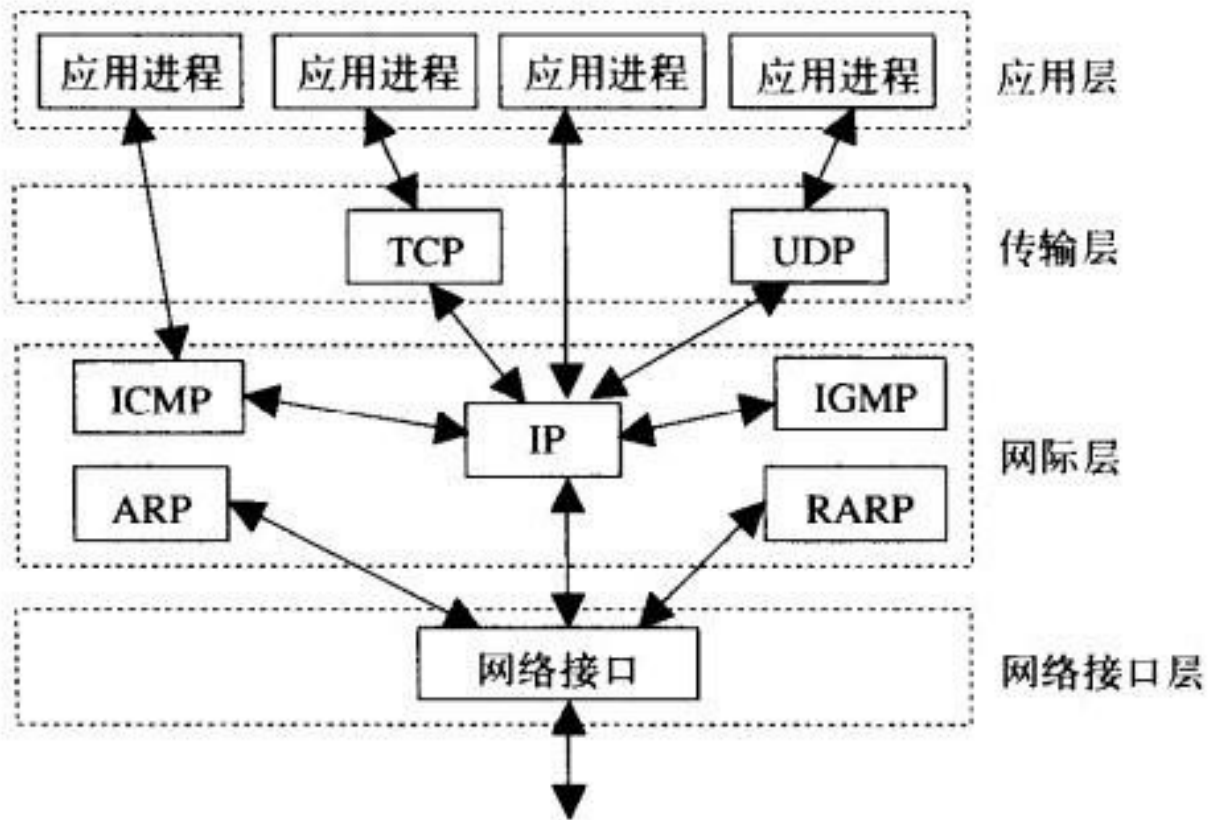 应用进程 应用进程 应用进程 应用进程 应用层
TCP UDP 传输层
ICMP IP IGMP 网际层
ARP RARP
网络接口 网络接口层